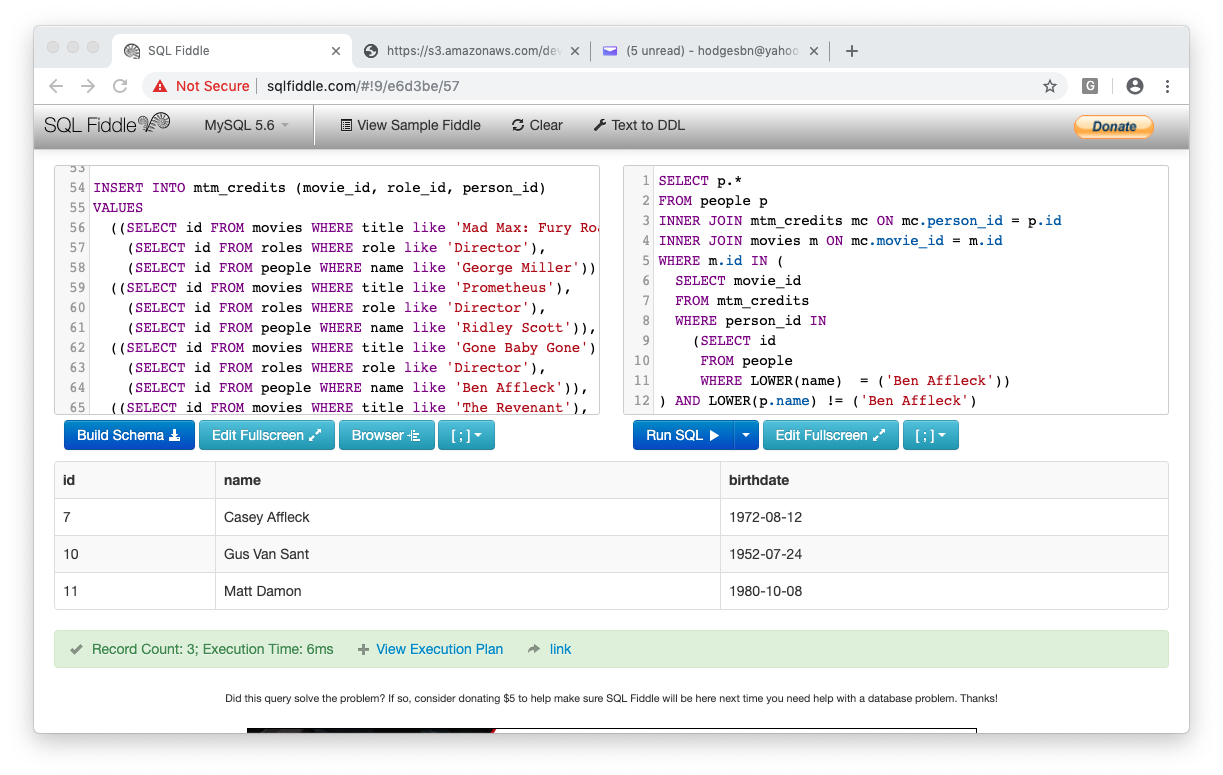 SQL Fiddle
https://s3.amazonaws.com/dev
(5 unread) - hodgesbn@yahoo
Not Secure
sqlfiddle.com/#!9/e6d3be/57
G
SQL Fiddle
MySQL 5.6
View Sample Fiddle
Clear
Text to DDL
Donate
53
54 INSERT INTO mtm_credits (movie_id, role_id, person_id)
55 VALUES
56 ((SELECT id FROM movies WHERE title like 'Mad Max: Fury Roa
57 (SELECT id FROM roles WHERE role like 'Director'),
58 (SELECT id FROM people WHERE name like 'George Miller'))
59 ((SELECT id FROM movies WHERE title like 'Prometheus'),
60 (SELECT id FROM roles WHERE role like 'Director'),
61 (SELECT id FROM people WHERE name like 'Ridley Scott')),
62 ((SELECT id FROM movies WHERE title like 'Gone Baby Gone')
63 (SELECT id FROM roles WHERE role like 'Director'),
64 (SELECT id FROM people WHERE name like 'Ben Affleck')),
65 ((SELECT id FROM movies WHERE title like 'The Revenant'),
Build Schema
Edit Fullscreen
Browser
[ ; ]
1 SELECT p.*
2 FROM people p
3 INNER JOIN mtm_credits mc ON mc.person_id = p.id
4 INNER JOIN movies m ON mc.movie_id = m.id
5 WHERE m.id IN (
6 SELECT movie_id
7 FROM mtm_credits
8 WHERE person_id IN
9 (SELECT id
10 FROM people
11 WHERE LOWER(name)  = ('Ben Affleck'))
12 ) AND LOWER(p.name) != ('Ben Affleck')
Run SQL
Edit Fullscreen
[ ; ]
id name birthdate
7 Casey Affleck 1972-08-12
10 Gus Van Sant 1952-07-24
11 Matt Damon 1980-10-08
Record Count: 3; Execution Time: 6ms
View Execution Plan
link
Did this query solve the problem? If so, consider donating $5 to help make sure SQL Fiddle will be here next time you need help with a database problem. Thanks!